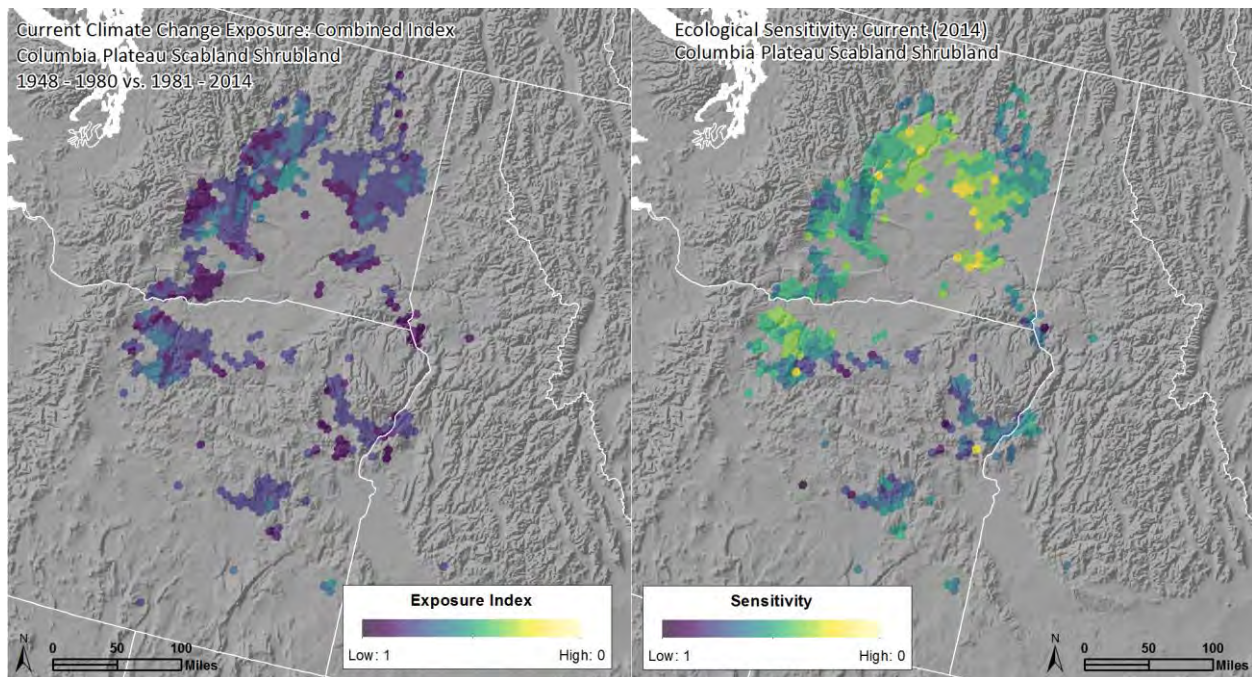 Current Climate Change Exposure: Combined Index
Columbia Plateau Scabland Shrubland
1948 - 1980 vs. 1981 - 2014
Exposure Index
Low: 1 High: 0
N
0 50 100
Miles
Ecological Sensitivity: Current (2014)
Columbia Plateau Scabland Shrubland
Sensitivity
Low: 1 High: 0
N
0 50 100
Miles